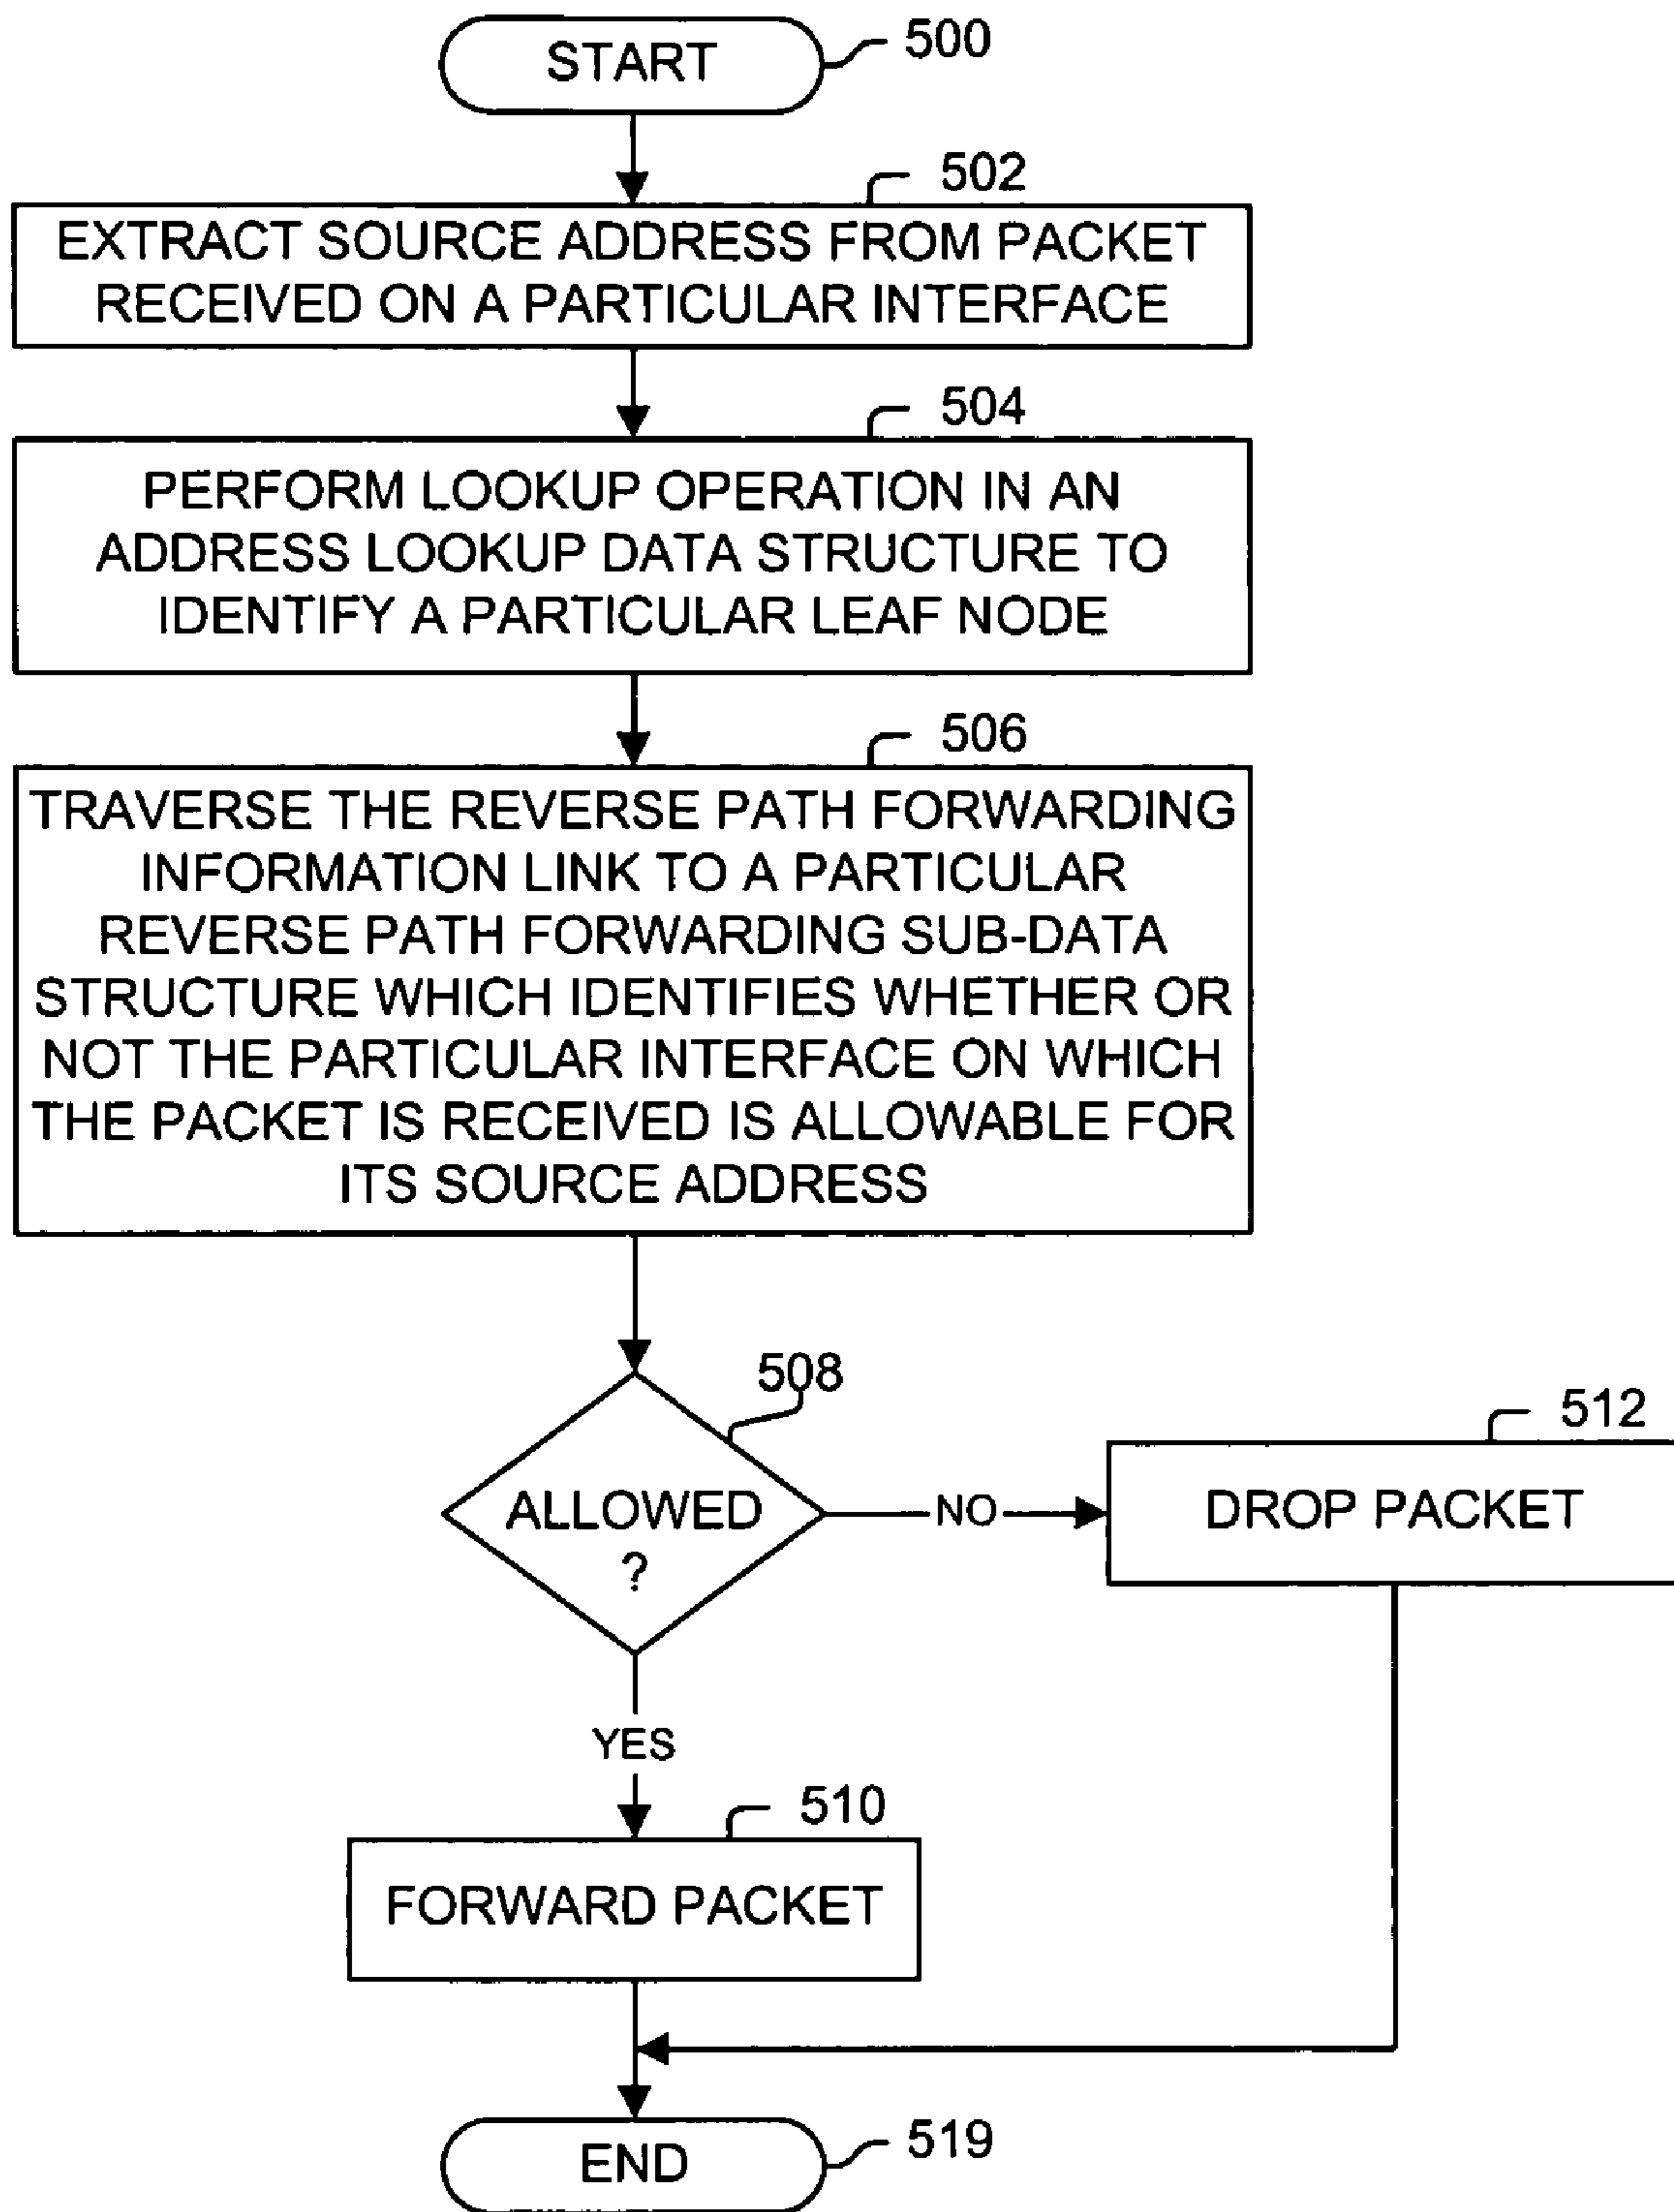 START
500
502
EXTRACT SOURCE ADDRESS FROM PACKET
RECEIVED ON A PARTICULAR INTERFACE
504
PERFORM LOOKUP OPERATION IN AN
ADDRESS LOOKUP DATA STRUCTURE TO
IDENTIFY A PARTICULAR LEAF NODE
506
TRAVERSE THE REVERSE PATH FORWARDING
INFORMATION LINK TO A PARTICULAR
REVERSE PATH FORWARDING SUB-DATA
STRUCTURE WHICH IDENTIFIES WHETHER OR
NOT THE PARTICULAR INTERFACE ON WHICH
THE PACKET IS RECEIVED IS ALLOWABLE FOR
ITS SOURCE ADDRESS
508
ALLOWED
?
NO
512
DROP PACKET
YES
510
FORWARD PACKET
END
519